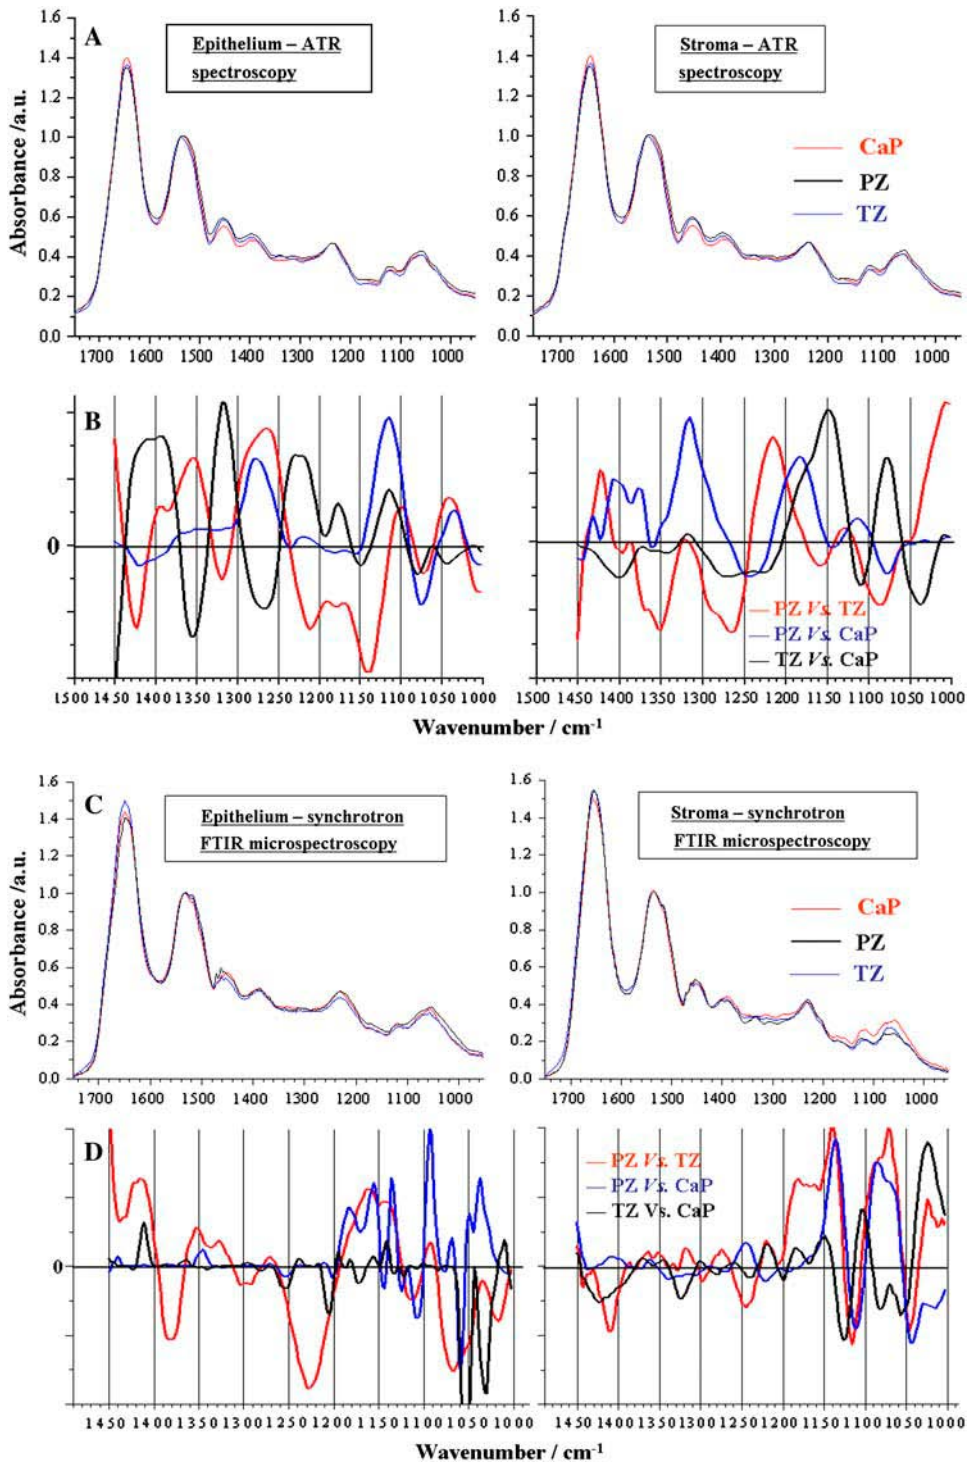 A
Epithelium – ATR
spectroscopy
Stroma – ATR
spectroscopy
CaP
PZ
TZ
Absorbance /a.u.
1.6
1.4
1.2
1.0
0.8
0.6
0.4
0.2
0.0
1700 1600 1500 1400 1300 1200 1100 1000
1.6
1.4
1.2
1.0
0.8
0.6
0.4
0.2
0.0
1700 1600 1500 1400 1300 1200 1100 1000
B
0
PZ Vs. TZ
PZ Vs. CaP
TZ Vs. CaP
1500 1450 1400 1350 1300 1250 1200 1150 1100 1050 1000
1500 1450 1400 1350 1300 1250 1200 1150 1100 1050 1000
Wavenumber / cm-1
C
Epithelium – synchrotron
FTIR microspectroscopy
Stroma – synchrotron
FTIR microspectroscopy
CaP
PZ
TZ
Absorbance /a.u.
1.6
1.4
1.2
1.0
0.8
0.6
0.4
0.2
0.0
1700 1600 1500 1400 1300 1200 1100 1000
1.6
1.4
1.2
1.0
0.8
0.6
0.4
0.2
0.0
1700 1600 1500 1400 1300 1200 1100 1000
D
0
PZ Vs. TZ
PZ Vs. CaP
TZ Vs. CaP
1450 1400 1350 1300 1250 1200 1150 1100 1050 1000
1450 1400 1350 1300 1250 1200 1150 1100 1050 1000
Wavenumber / cm-1